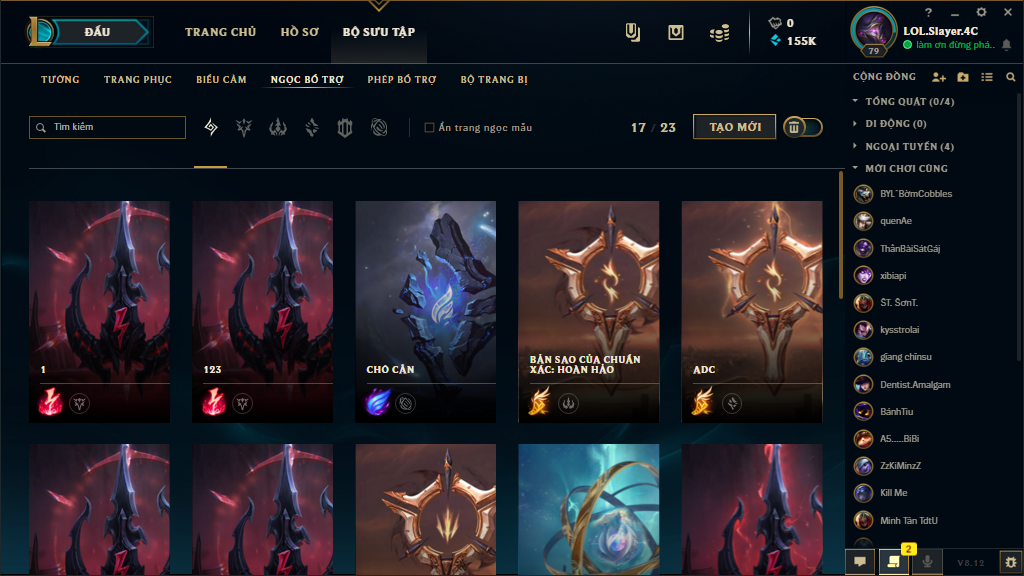 ĐẤU
TRANG CHỦ
HỒ SƠ
BỘ SƯU TẬP
0
155K
79
?
LOL.Slayer.4C
làm ơn đừng phá..
TƯỚNG
TRANG PHỤC
BIỂU CẢM
NGỌC BỔ TRỢ
PHÉP BỔ TRỢ
BỘ TRANG BỊ
Tìm kiếm
Ẩn trang ngọc mẫu
17 / 23
TẠO MỚI
1
123
CHÓ CẮN
BẢN SAO CỦA CHUẨN
XÁC: HOÀN HẢO
ADC
CỘNG ĐỒNG
TỔNG QUÁT (0/4)
DI ĐỘNG (0)
NGOẠI TUYẾN (4)
MỚI CHƠI CÙNG
BYL¯BờmCobbles
quenAe
ThầnBàiSátGáj
xibiapi
ŠT. ŠơnT.
kysstrolai
giang chínsu
Dentist.Amalgam
BánhTiu
A5.....BiBi
ZzKiMinzZ
Kill Me
Minh Tân TdtU
2
V8.12